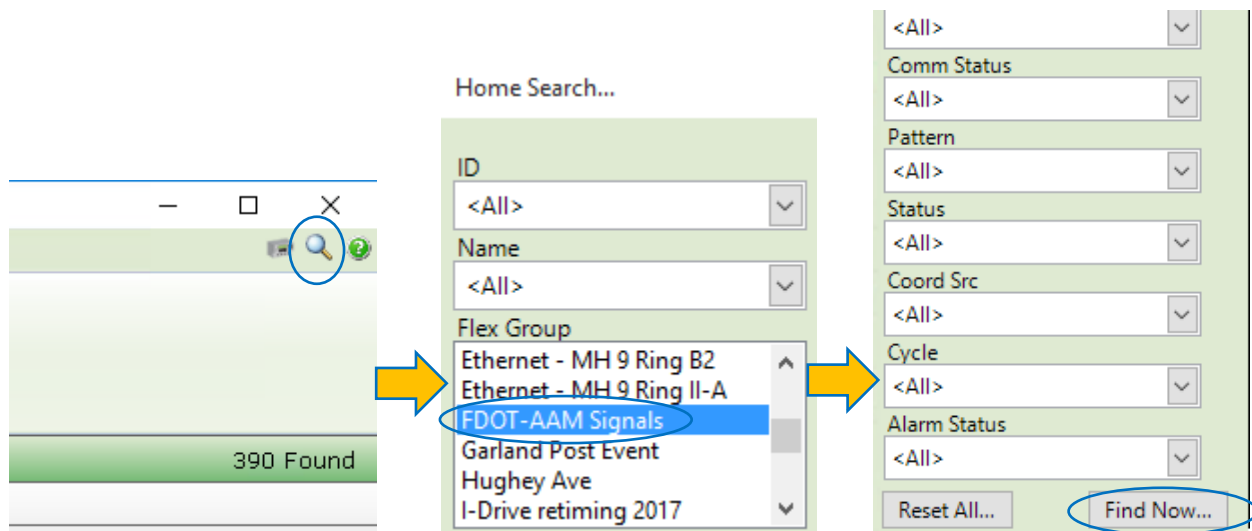 390 Found
Home Search...
ID
<All>
Name
<All>
Flex Group
Ethernet - MH 9 Ring B2
Ethernet - MH 9 Ring II-A
FDOT-AAM Signals
Garland Post Event
Hughey Ave
I-Drive retiming 2017
<All>
Comm Status
<All>
Pattern
<All>
Status
<All>
Coord Src
<All>
Cycle
<All>
Alarm Status
<All>
Reset All... Find Now...